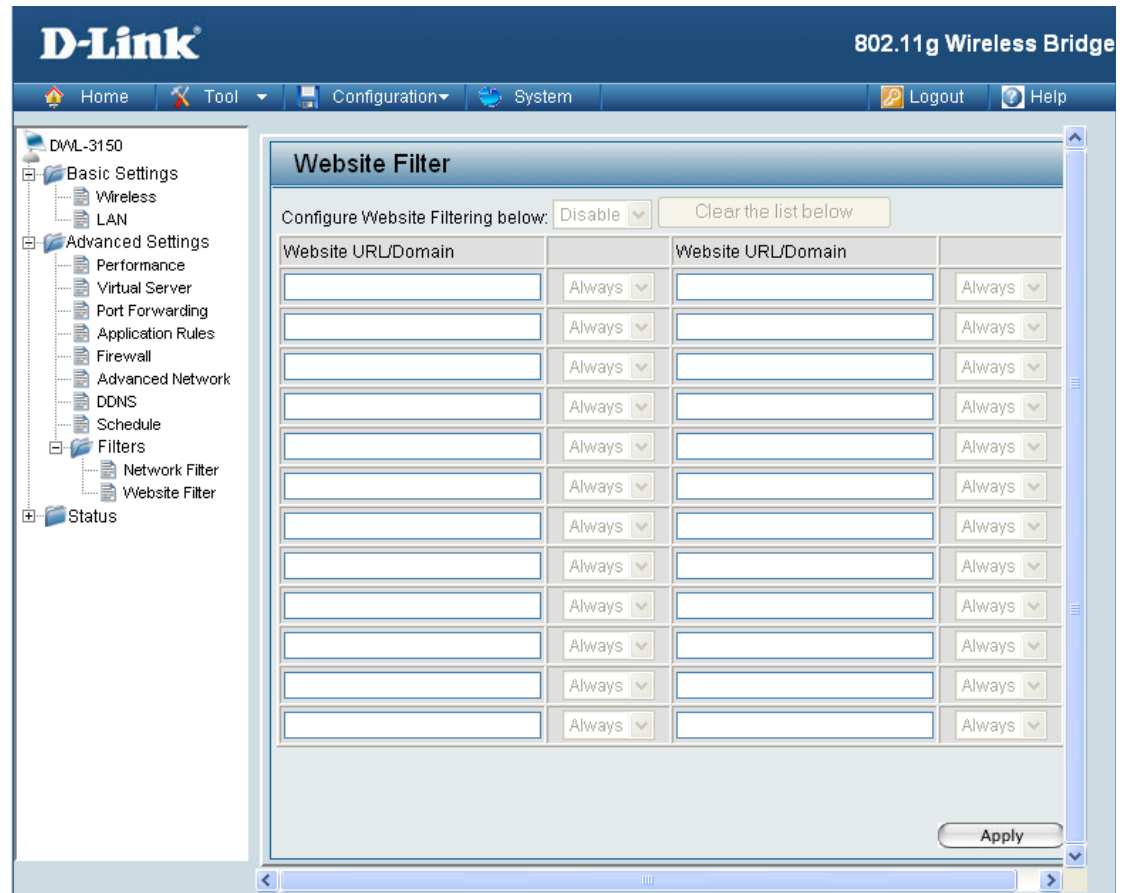 D-Link
802.11g Wireless Bridge
Home Tool Configuration System Logout Help
DWL-3150
Basic Settings
Wireless
LAN
Advanced Settings
Performance
Virtual Server
Port Forwarding
Application Rules
Firewall
Advanced Network
DDNS
Schedule
Filters
Network Filter
Website Filter
Status
Website Filter
Configure Website Filtering below: Disable Clear the list below
Website URL/Domain Website URL/Domain
Always Always
Always Always
Always Always
Always Always
Always Always
Always Always
Always Always
Always Always
Always Always
Always Always
Always Always
Always Always
Apply